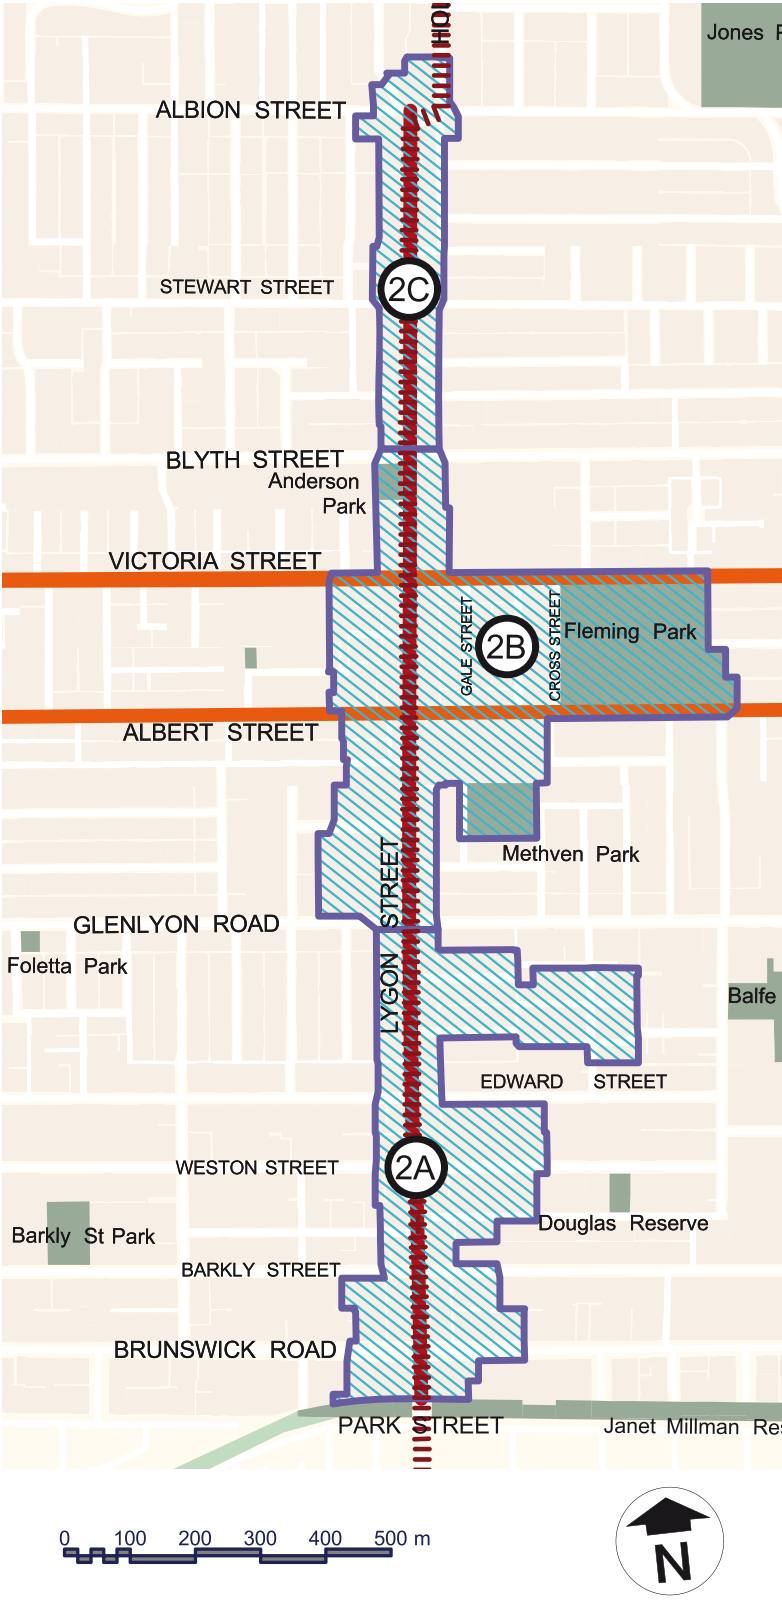 HOL
Jones
ALBION STREET
STEWART STREET
2C
BLYTH STREET
Anderson
Park
VICTORIA STREET
GALE STREET
2B
CROSS STREET
Fleming Park
ALBERT STREET
LYGON STREET
Methven Park
GLENLYON ROAD
Foletta Park
Balfe
EDWARD STREET
WESTON STREET
2A
Douglas Reserve
Barkly St Park
BARKLY STREET
BRUNSWICK ROAD
PARK STREET
Janet Millman Res
0 100 200 300 400 500 m
N